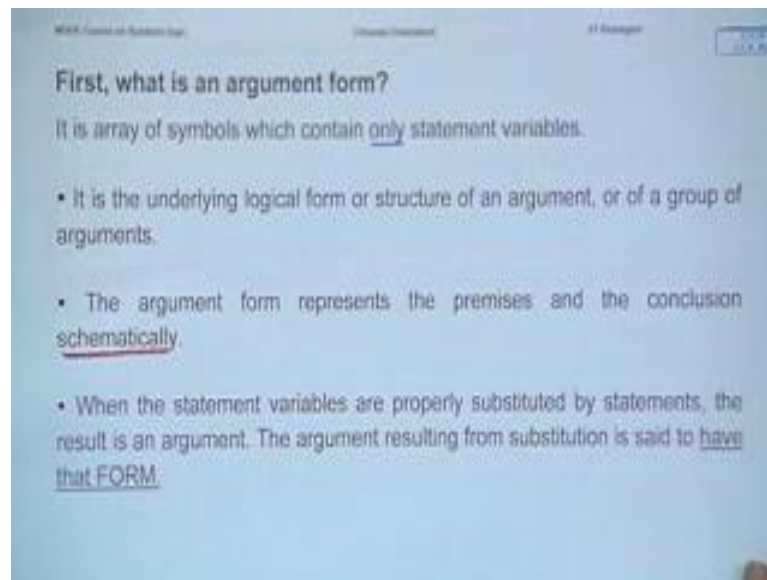 First, what is an argument form?
It is array of symbols which contain only statement variables.
• It is the underlying logical form or structure of an argument, or of a group of
arguments.
• The argument form represents the premises and the conclusion
schematically.
• When the statement variables are properly substituted by statements, the
result is an argument. The argument resulting from substitution is said to have
that FORM.